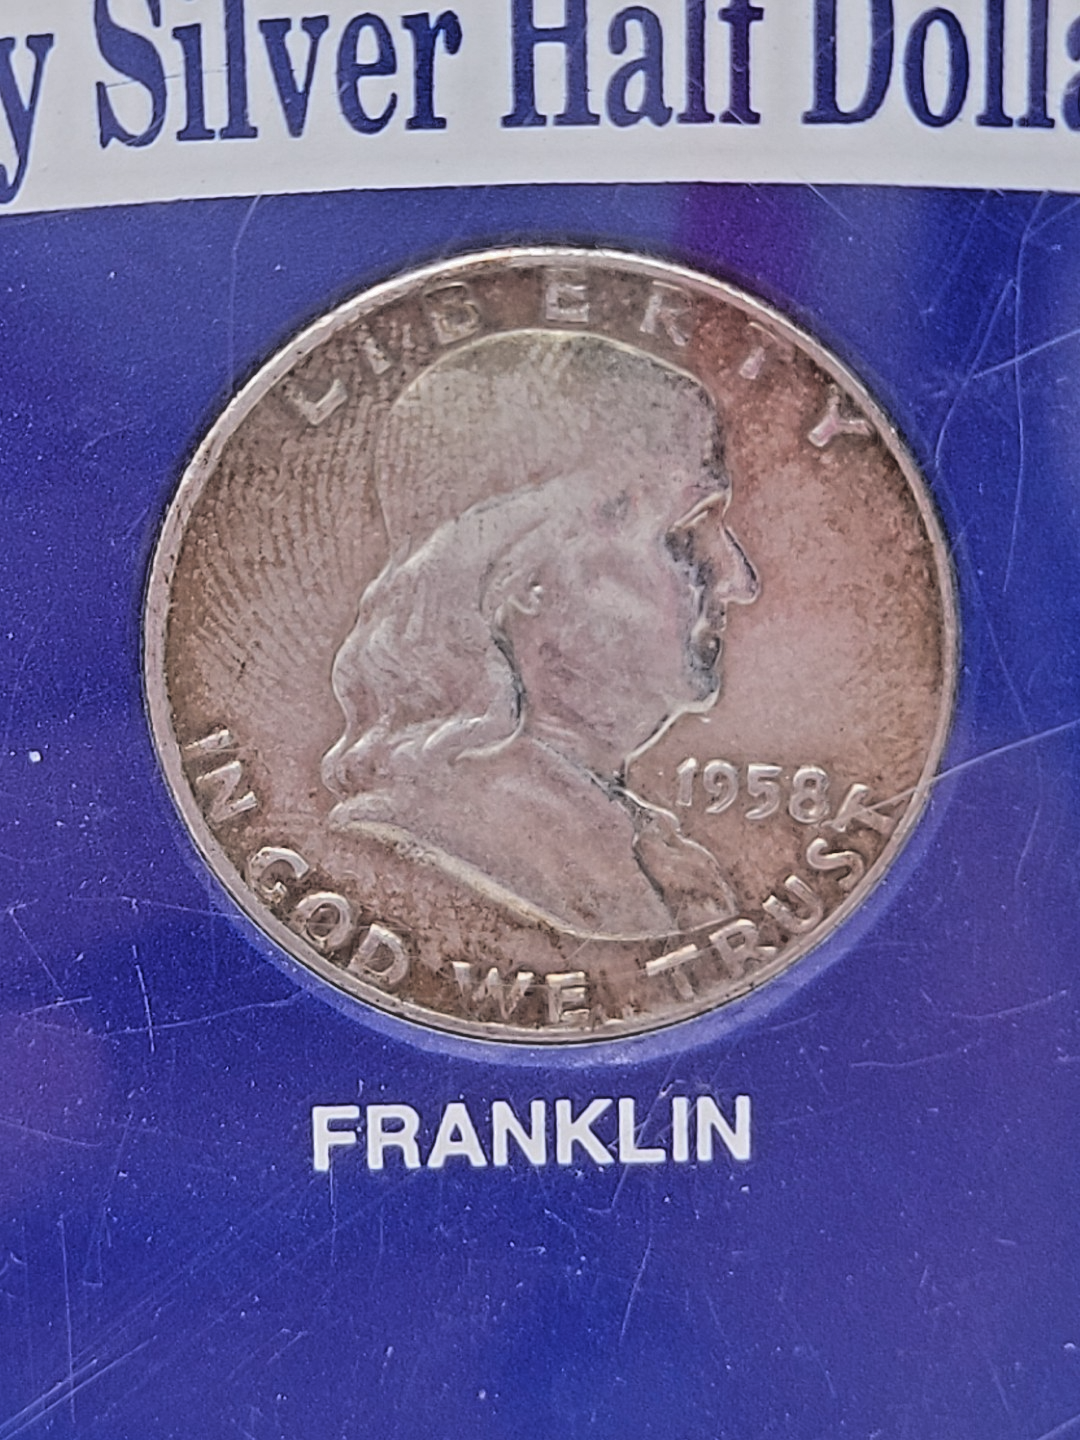 y Silver Half Dolla
LIBERTY
1958
IN GOD WE TRUST
FRANKLIN